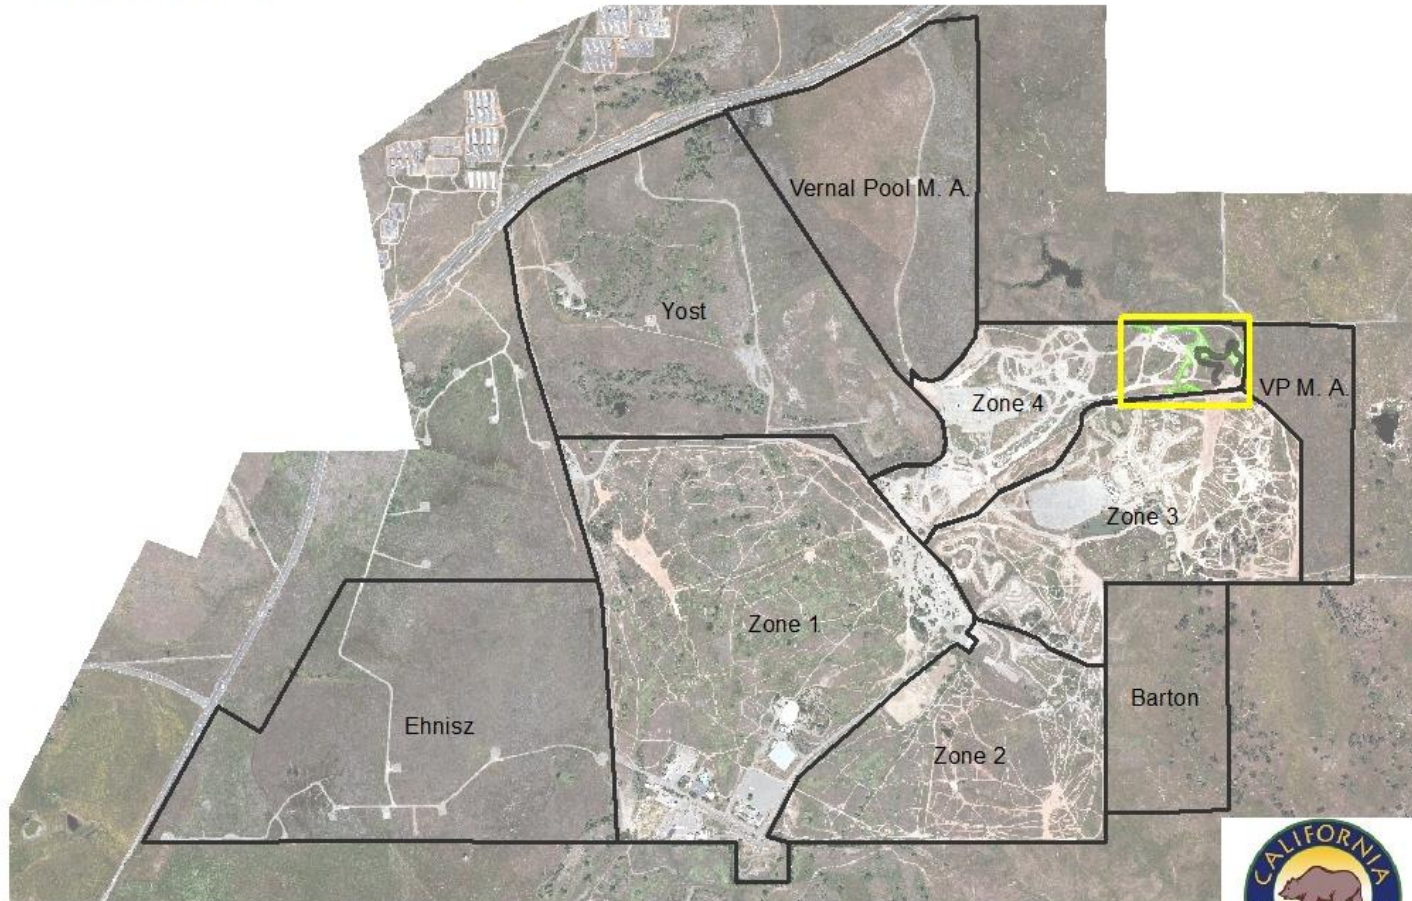 Vernal Pool M. A.
Yost
Zone 4
VP M. A.
Zone 3
Zone 1
Barton
Ehnisz
Zone 2
CALIFORNIA